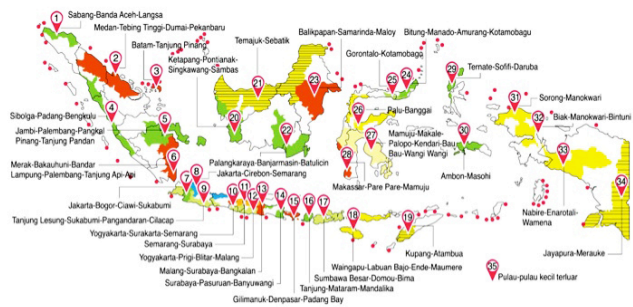 1
Sabang-Banda Aceh-Langsa
Medan-Tebing Tinggi-Dumai-Pekanbaru
2
Batam-Tanjung Pinang
3
Ketapang-Pontianak-
Singkawang-Sambas
Temajuk-Sebatik
Balikpapan-Samarinda-Maloy
Bitung-Manado-Amurang-Kotamobagu
Gorontalo-Kotamobago
Ternate-Sofifi-Daruba
21
23
25
24
29
31
Sorong-Manokwari
4
Sibolga-Padang-Bengkulu
5
Jambi-Palembang-Pangkal
Pinang-Tanjung Pandan
20
22
26
Palu-Banggai
27
Mamuju-Makale-
Palopo-Kendari-Bau
Bau-Wangi Wangi
30
Ambon-Masohi
32
Biak-Manokwari-Bintuni
33
6
Merak-Bakauhuni-Bandar
Lampung-Palembang-Tanjung Api-Api
Palangkaraya-Banjarmasin-Batulicin
28
Makassar-Pare Pare-Mamuju
7
8
Jakarta-Cirebon-Semarang
9
10
11
12
13
14
15
16
17
18
19
34
Jakarta-Bogor-Ciawi-Sukabumi
Tanjung Lesung-Sukabumi-Pangandaran-Cilacap
Yogyakarta-Surakarta-Semarang
Semarang-Surabaya
Yogyakarta-Prigi-Blitar-Malang
Malang-Surabaya-Bangkalan
Surabaya-Pasuruan-Banyuwangi
Gilimanuk-Denpasar-Padang Bay
Tanjung-Mataram-Mandalika
Sumbawa Besar-Domou-Bima
Waingapu-Labuan Bajo-Ende-Maumere
Kupang-Atambua
Nabire-Enarotali-
Wamena
Jayapura-Merauke
35
Pulau-pulau kecil terluar